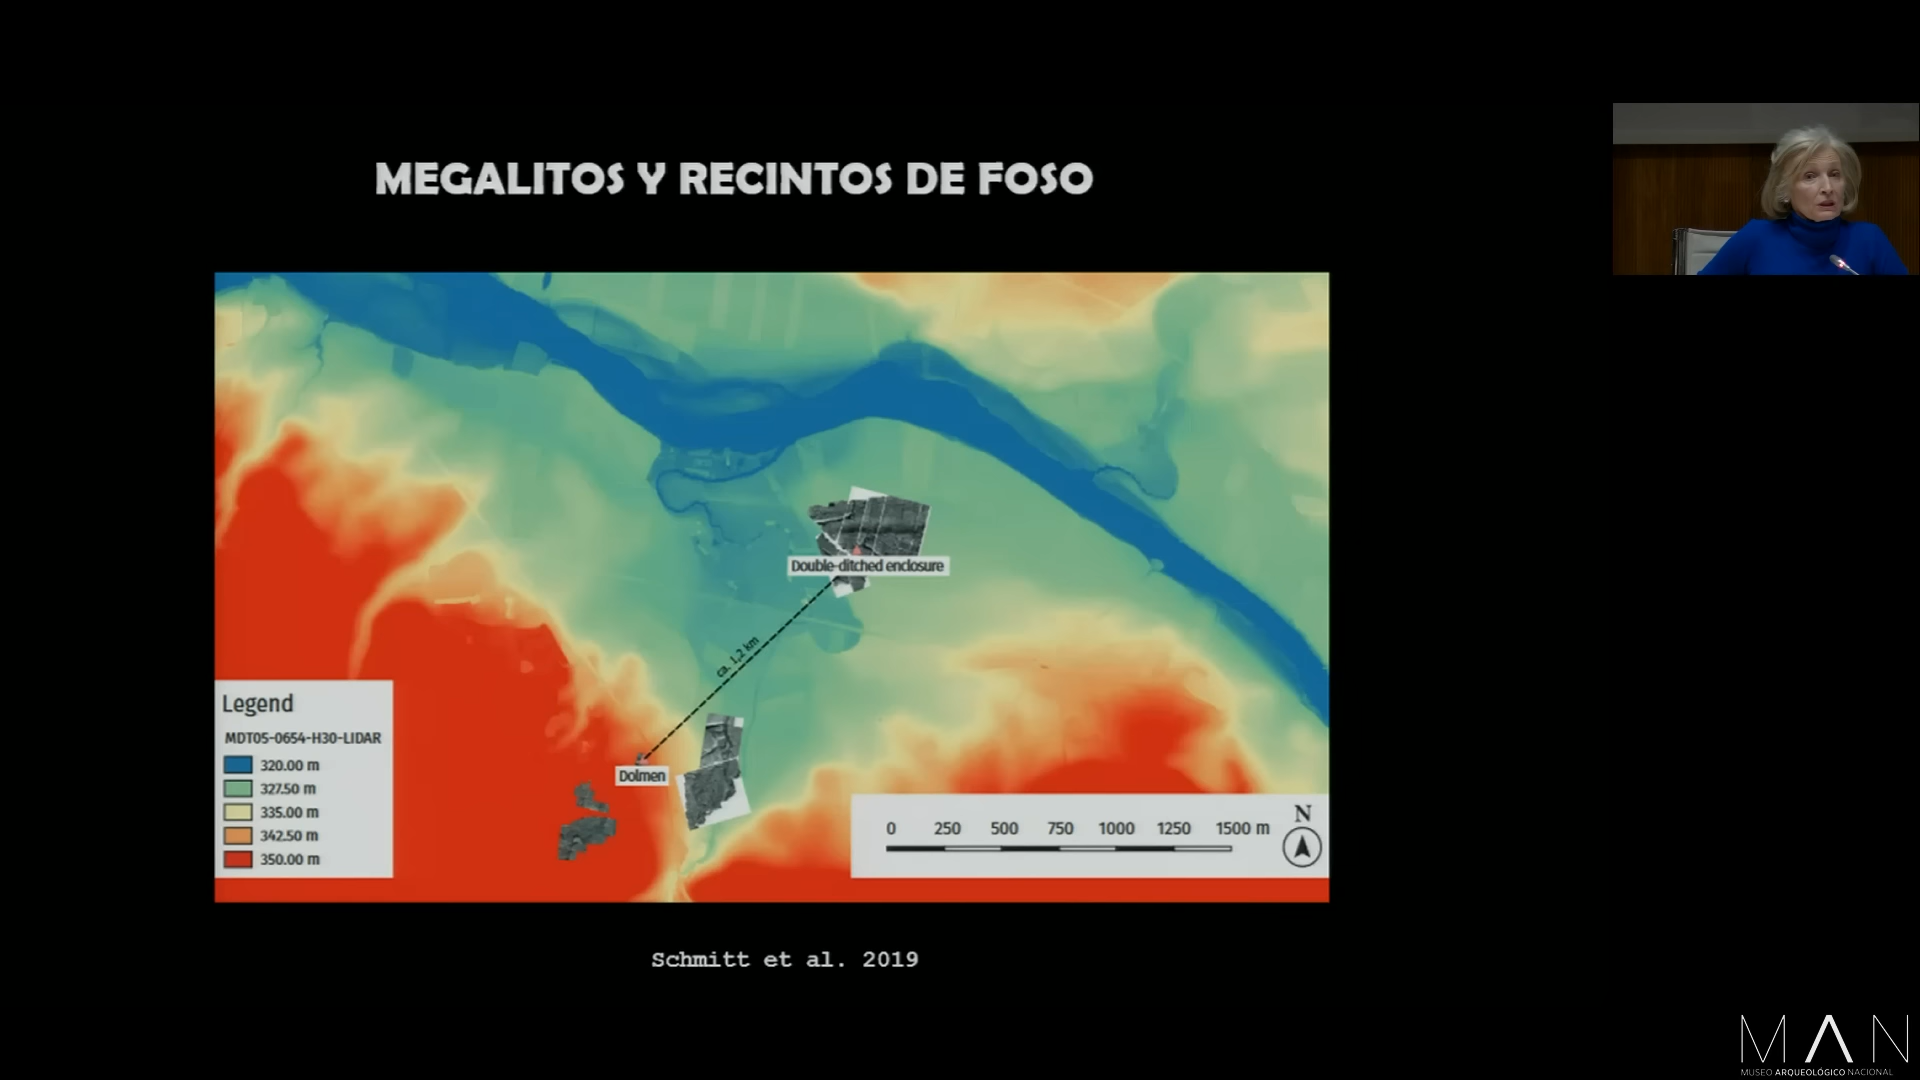 MEGALITOS Y RECINTOS DE FOSO
Double-ditched enclosure
ca. 1,2 km
Dolmen
Legend
MDT05-0654-H30-LIDAR
320.00 m
327.50 m
335.00 m
342.50 m
350.00 m
0 250 500 750 1000 1250 1500 m
N
Schmitt et al. 2019
MAN
MUSEO ARQUEOLÓGICO NACIONAL